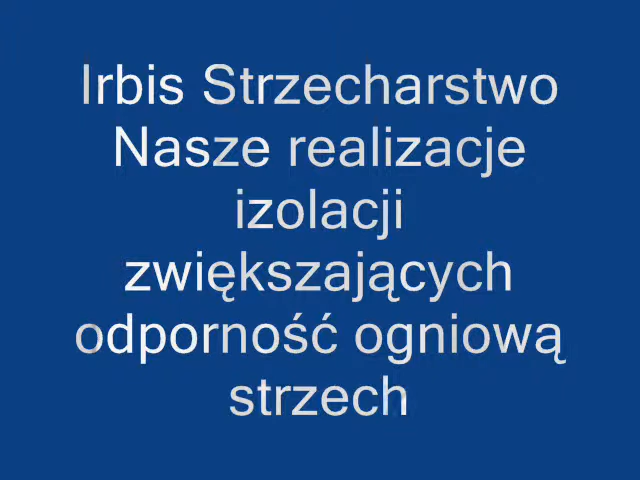 Irbis Strzecharstwo
Nasze realizacje
izolacji
zwiększających
odporność ogniową
strzech